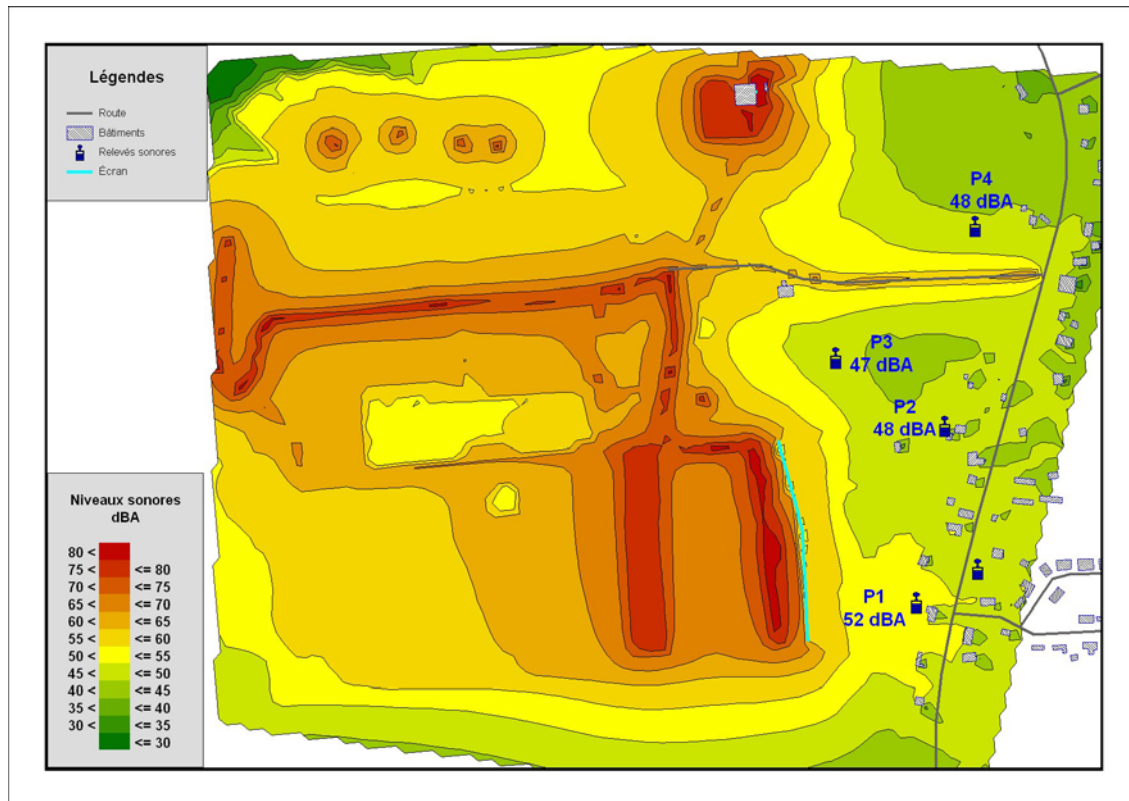 Légendes
Route
Bâtiments
Relevés sonores
Écran
P4
48 dBA
P3
47 dBA
P2
48 dBA
P1
52 dBA
Niveaux sonores
dBA
80 <
75 < <= 80
70 < <= 75
65 < <= 70
60 < <= 65
55 < <= 60
50 < <= 55
45 < <= 50
40 < <= 45
35 < <= 40
30 < <= 35
<= 30